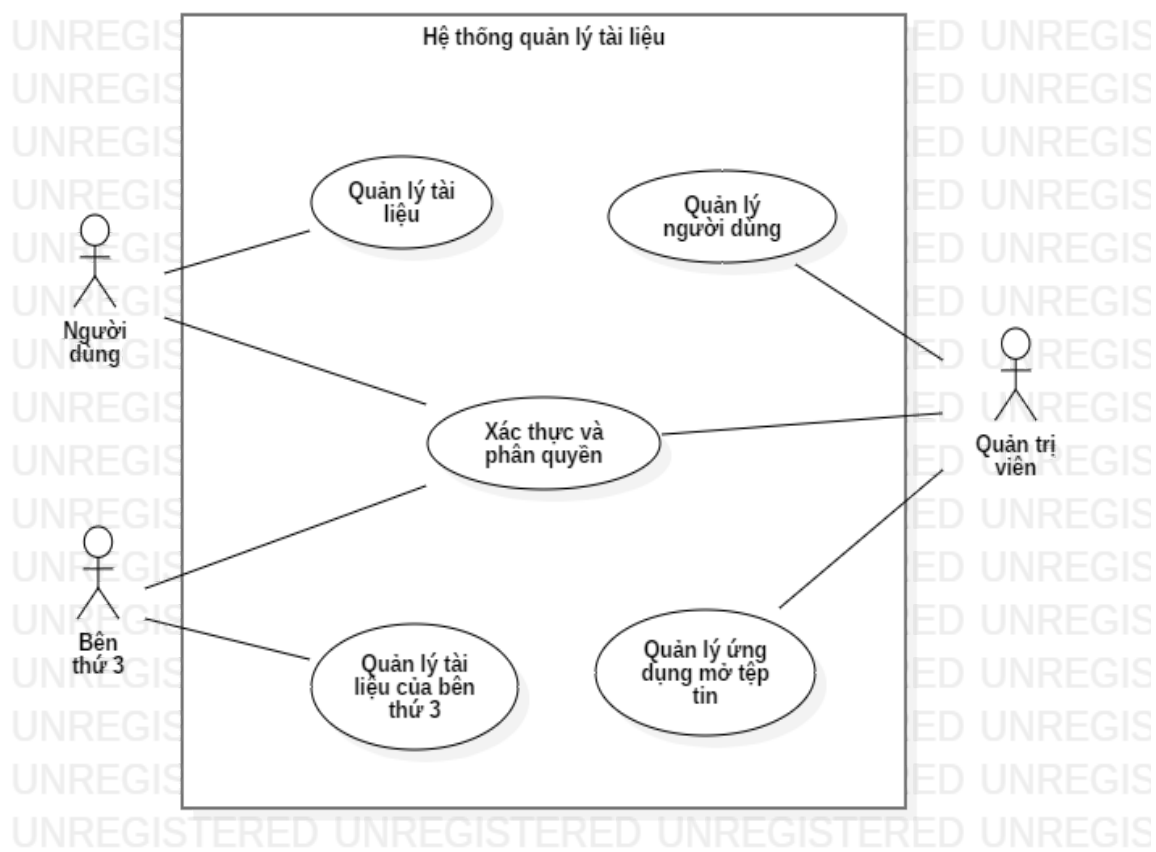 Hệ thống quản lý tài liệu
Quản lý tài
liệu
Quản lý
người dùng
Người
dùng
Xác thực và
phân quyền
Quản trị
viên
Bên
thứ 3
Quản lý tài
liệu của bên
thứ 3
Quản lý ứng
dụng mở tệp
tin
UNREGISTERED UNREGISTERED UNREGISTERED UNREGIS